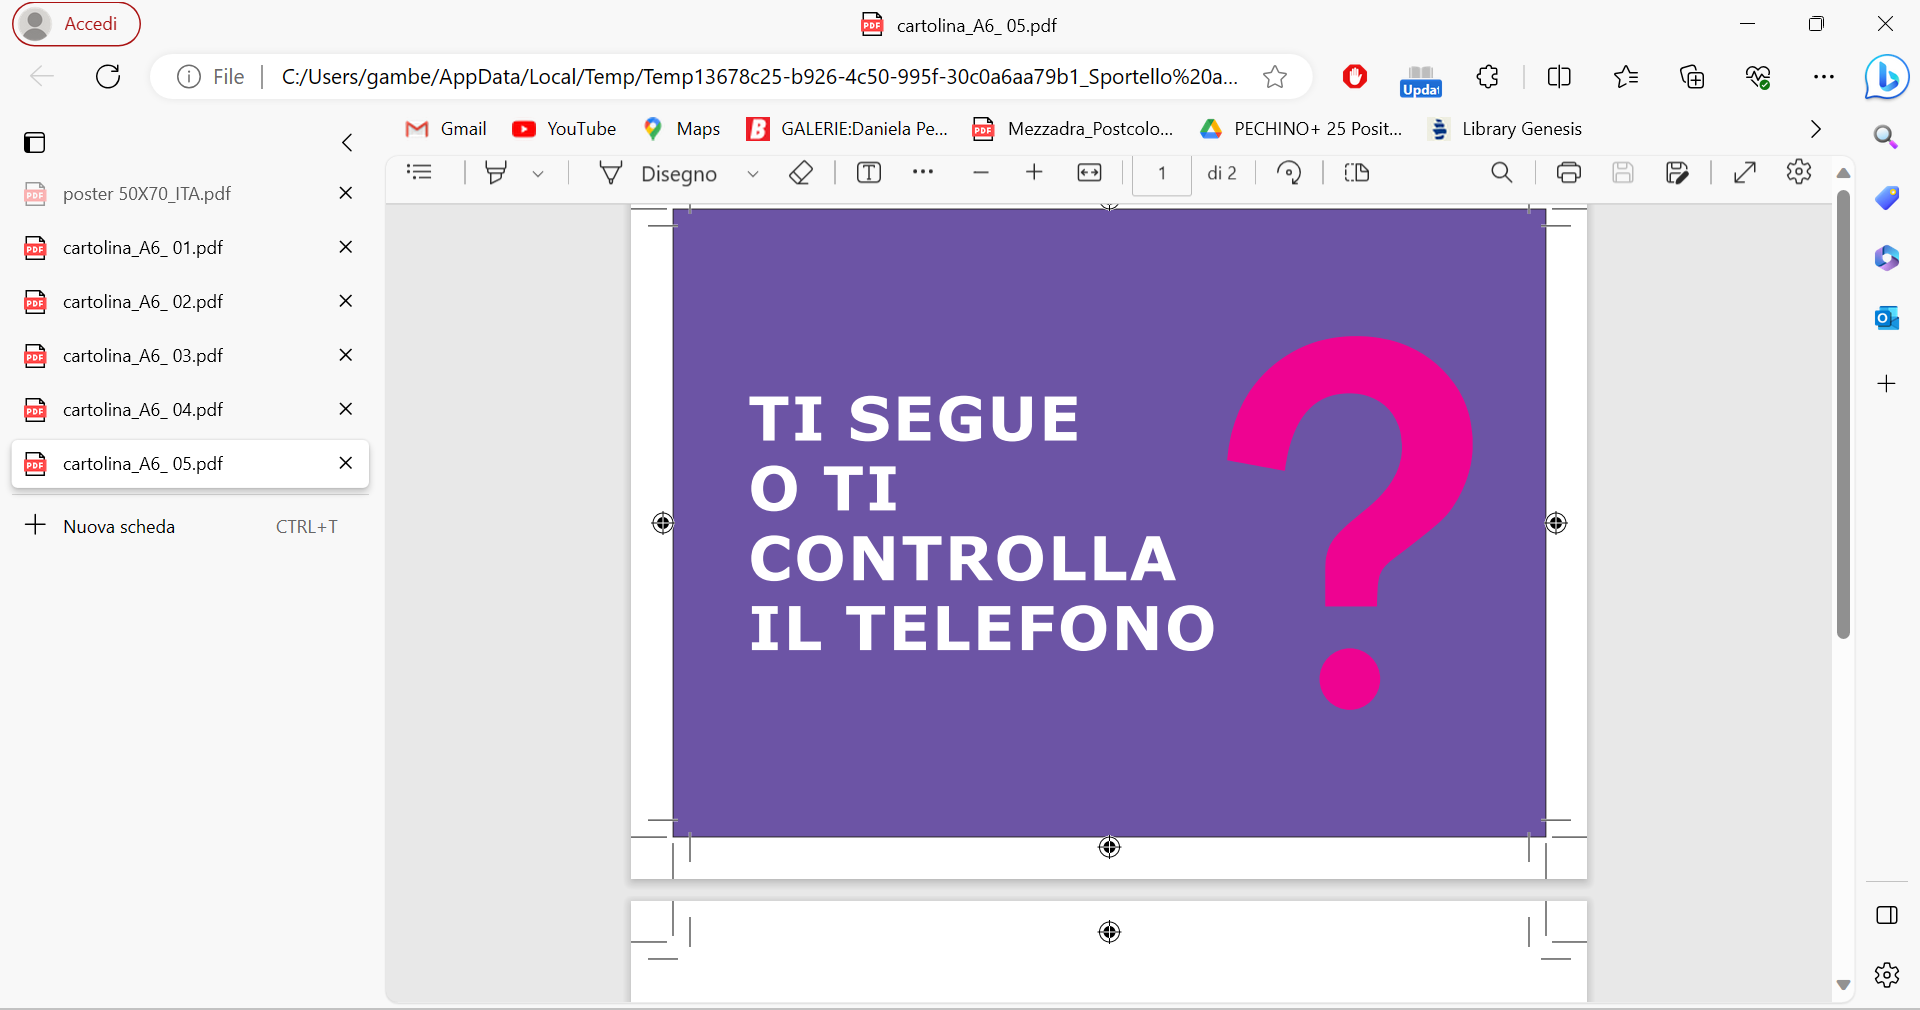 Accedi
cartolina_A6_ 05.pdf
File
C:/Users/gambe/AppData/Local/Temp/Temp13678c25-b926-4c50-995f-30c0a6aa79b1_Sportello%20a...
Updat
Gmail
YouTube
Maps
GALERIE:Daniela Pe...
Mezzadra_Postcolo...
PECHINO+ 25 Posit...
Library Genesis
poster 50X70_ITA.pdf
cartolina_A6_ 01.pdf
cartolina_A6_ 02.pdf
cartolina_A6_ 03.pdf
cartolina_A6_ 04.pdf
cartolina_A6_ 05.pdf
Nuova scheda CTRL+T
Disegno
1 di 2
TI SEGUE
O TI
CONTROLLA
IL TELEFONO
?